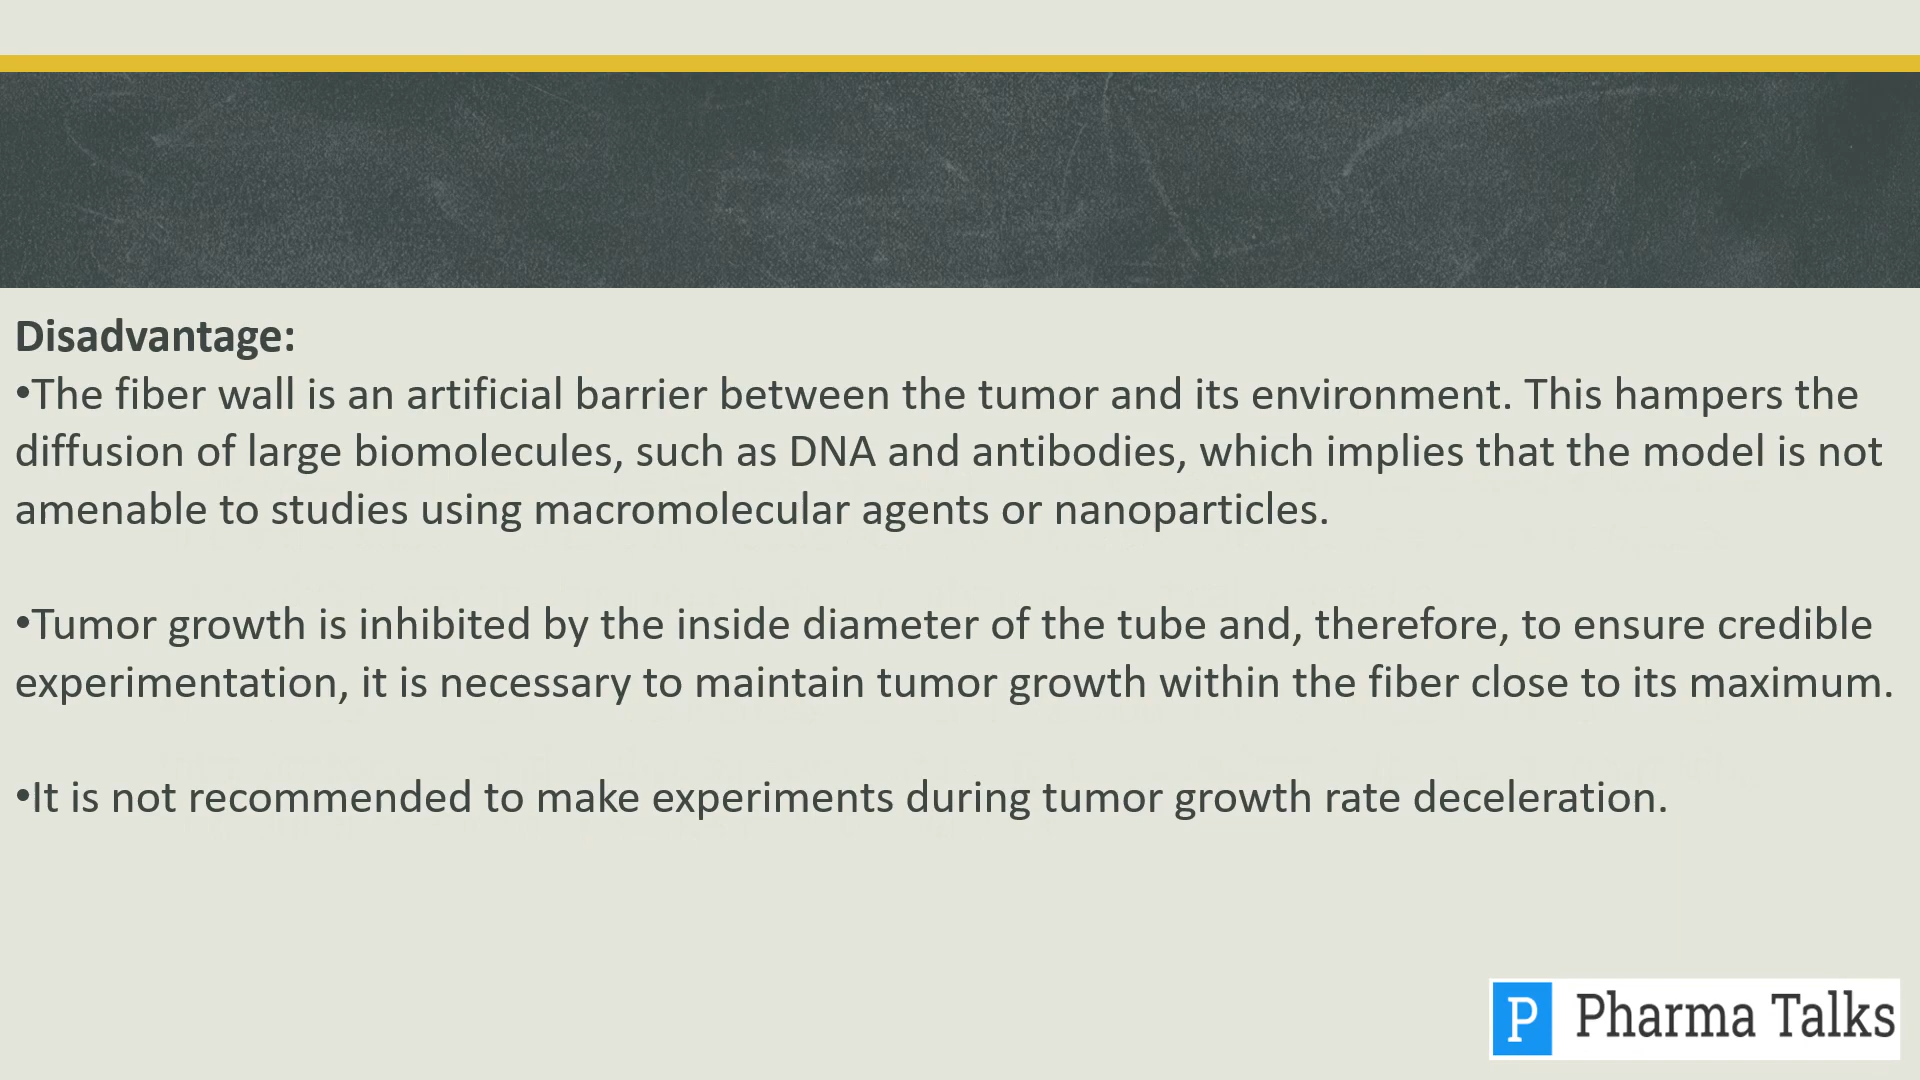 Disadvantage:
•The fiber wall is an artificial barrier between the tumor and its environment. This hampers the
diffusion of large biomolecules, such as DNA and antibodies, which implies that the model is not
amenable to studies using macromolecular agents or nanoparticles.
•Tumor growth is inhibited by the inside diameter of the tube and, therefore, to ensure credible
experimentation, it is necessary to maintain tumor growth within the fiber close to its maximum.
•It is not recommended to make experiments during tumor growth rate deceleration.
P Pharma Talks